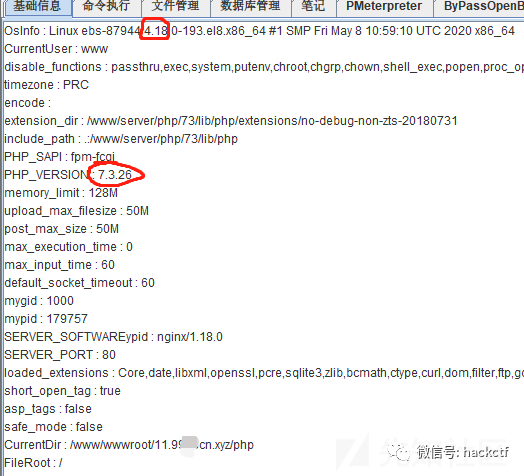 基础信息 命令执行 文件管理 数据库管理 笔记 PMeterpreter ByPassOpenB
OsInfo : Linux ebs-87944 4.18.0-193.el8.x86_64 #1 SMP Fri May 8 10:59:10 UTC 2020 x86_64
CurrentUser : www
disable_functions : passthru,exec,system,putenv,chroot,chgrp,chown,shell_exec,popen,proc_op
timezone : PRC
encode :
extension_dir : /www/server/php/73/lib/php/extensions/no-debug-non-zts-20180731
include_path : .:/www/server/php/73/lib/php
PHP_SAPI : fpm-fcgi
PHP_VERSION : 7.3.26
memory_limit : 128M
upload_max_filesize : 50M
post_max_size : 50M
max_execution_time : 0
max_input_time : 60
default_socket_timeout : 60
mygid : 1000
mypid : 179757
SERVER_SOFTWAREypid : nginx/1.18.0
SERVER_PORT : 80
loaded_extensions : Core,date,libxml,openssl,pcre,sqlite3,zlib,bcmath,ctype,curl,dom,filter,ftp,gd
short_open_tag : true
asp_tags : false
safe_mode : false
CurrentDir : /www/wwwroot/11.99 cn.xyz/php
FileRoot : /
微信号: hackctf